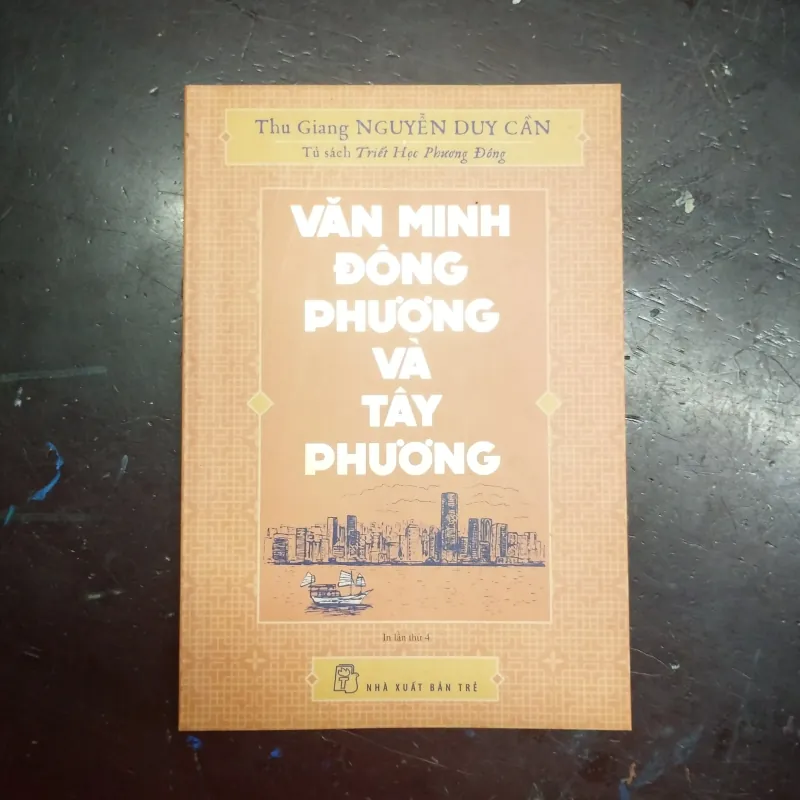 Thu Giang NGUYỄN DUY CẦN
Tủ sách Triết Học Phương Đông
VĂN MINH
ĐÔNG
PHƯƠNG
VÀ
TÂY
PHƯƠNG
In lần thứ 4
NHÀ XUẤT BẢN TRẺ